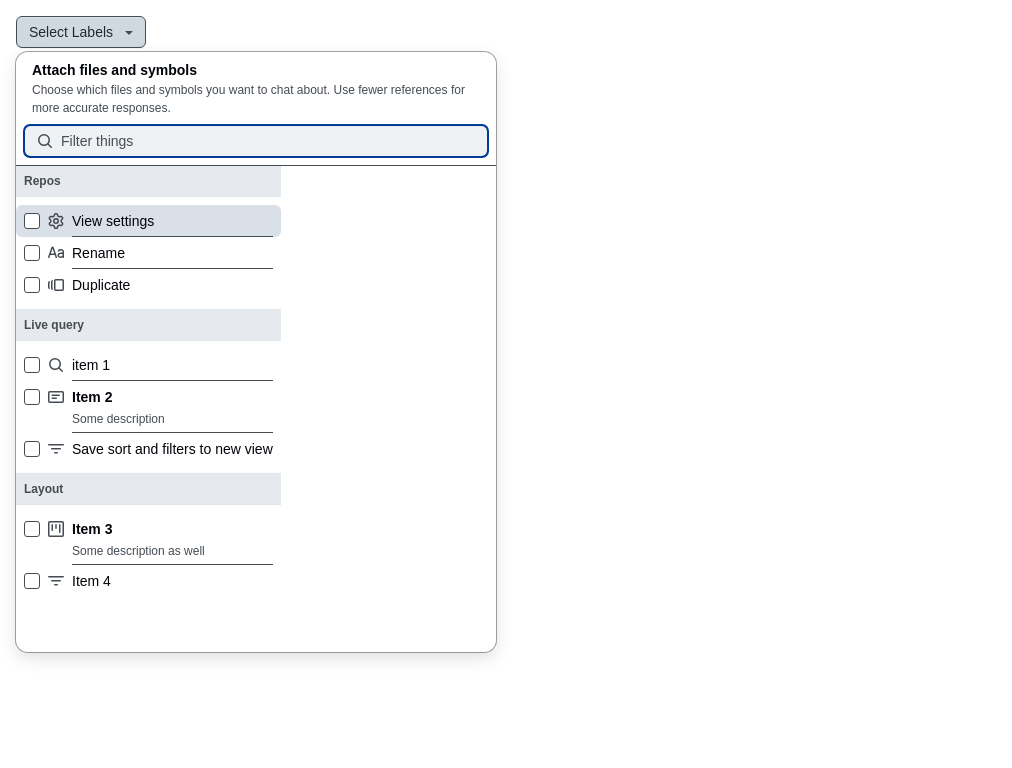 Select Labels
Attach files and symbols
Choose which files and symbols you want to chat about. Use fewer references for
more accurate responses.
Filter things
Repos
View settings
Rename
Duplicate
Live query
item 1
Item 2
Some description
Save sort and filters to new view
Layout
Item 3
Some description as well
Item 4